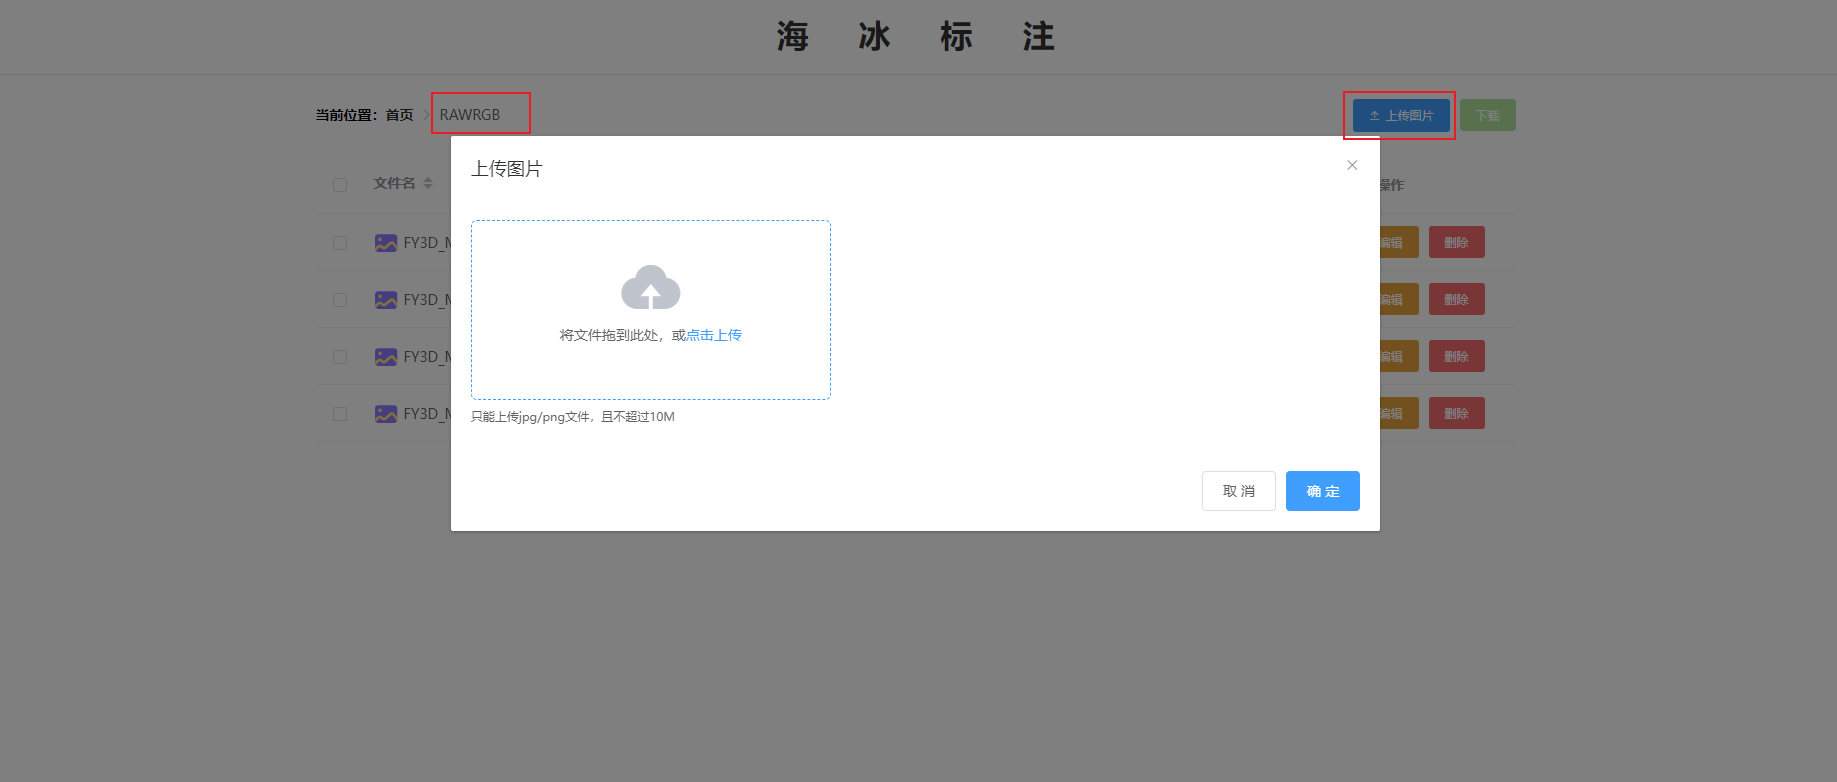 海 冰 标 注
当前位置：首页 > RAWRGB
上传图片 下载
上传图片
文件名
操作
FY3D_
编辑 删除
FY3D_
编辑 删除
FY3D_
编辑 删除
FY3D_
编辑 删除
将文件拖到此处，或点击上传
只能上传jpg/png文件，且不超过10M
取 消 确 定